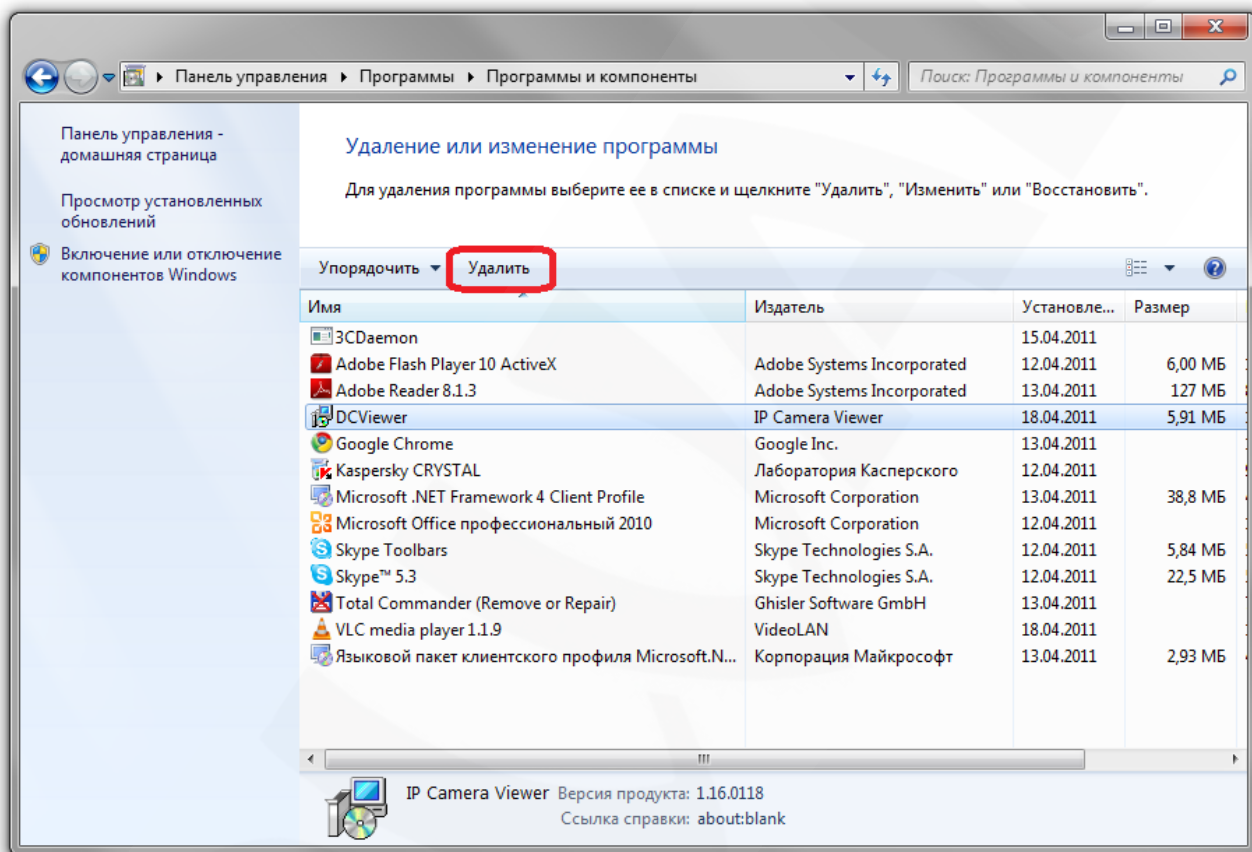 Панель управления ▸ Программы ▸ Программы и компоненты
Поиск: Программы и компоненты
Панель управления -
домашняя страница
Просмотр установленных
обновлений
Включение или отключение
компонентов Windows
Удаление или изменение программы
Для удаления программы выберите ее в списке и щелкните "Удалить", "Изменить" или "Восстановить".
Упорядочить Удалить
Имя Издатель Установле... Размер
3CDaemon 15.04.2011
Adobe Flash Player 10 ActiveX Adobe Systems Incorporated 12.04.2011 6,00 МБ
Adobe Reader 8.1.3 Adobe Systems Incorporated 13.04.2011 127 МБ
DCViewer IP Camera Viewer 18.04.2011 5,91 МБ
Google Chrome Google Inc. 13.04.2011
Kaspersky CRYSTAL Лаборатория Касперского 12.04.2011
Microsoft .NET Framework 4 Client Profile Microsoft Corporation 13.04.2011 38,8 МБ
Microsoft Office профессиональный 2010 Microsoft Corporation 12.04.2011
Skype Toolbars Skype Technologies S.A. 12.04.2011 5,84 МБ
Skype™ 5.3 Skype Technologies S.A. 12.04.2011 22,5 МБ
Total Commander (Remove or Repair) Ghisler Software GmbH 13.04.2011
VLC media player 1.1.9 VideoLAN 18.04.2011
Языковой пакет клиентского профиля Microsoft.N... Корпорация Майкрософт 13.04.2011 2,93 МБ
IP Camera Viewer Версия продукта: 1.16.0118
Ссылка справки: about:blank